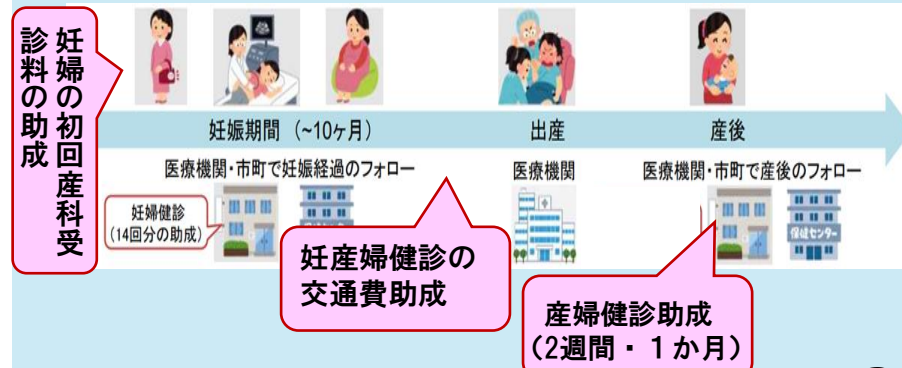 妊婦の初回産科受
診料の助成
妊娠期間（~10ヶ月）
出産
産後
医療機関・市町で妊娠経過のフォロー
医療機関
医療機関・市町で産後のフォロー
妊婦健診
(14回分の助成)
保健センター
妊産婦健診の
交通費助成
産婦健診助成
（2週間・１か月）